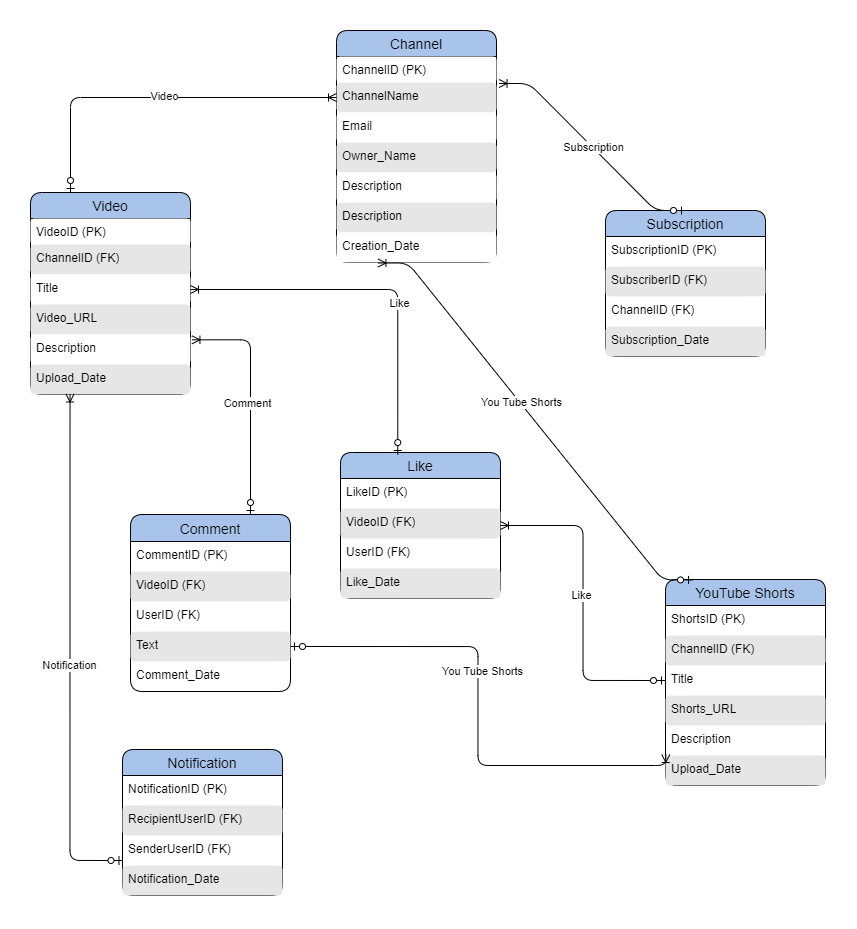 Channel
ChannelID (PK)
ChannelName
Email
Owner_Name
Description
Description
Creation_Date
Video
Subscription
Video
VideoID (PK)
ChannelID (FK)
Title
Video_URL
Description
Upload_Date
Subscription
SubscriptionID (PK)
SubscriberID (FK)
ChannelID (FK)
Subscription_Date
Like
Comment
You Tube Shorts
Like
LikeID (PK)
VideoID (FK)
UserID (FK)
Like_Date
Comment
CommentID (PK)
VideoID (FK)
UserID (FK)
Text
Comment_Date
Like
YouTube Shorts
ShortsID (PK)
ChannelID (FK)
Title
Shorts_URL
Description
Upload_Date
Notification
You Tube Shorts
Notification
NotificationID (PK)
RecipientUserID (FK)
SenderUserID (FK)
Notification_Date